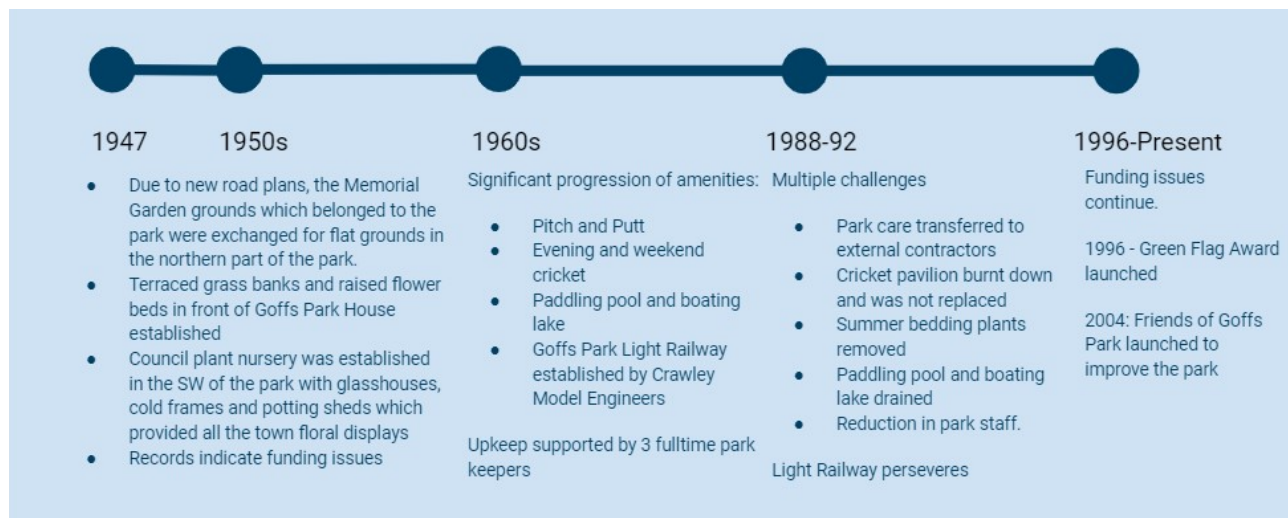 1947
1950s
● Due to new road plans, the Memorial
Garden grounds which belonged to the
park were exchanged for flat grounds in
the northern part of the park.
● Terraced grass banks and raised flower
beds in front of Goffs Park House
established
● Council plant nursery was established
in the SW of the park with glasshouses,
cold frames and potting sheds which
provided all the town floral displays
● Records indicate funding issues
1960s
Significant progression of amenities:
● Pitch and Putt
● Evening and weekend
cricket
● Paddling pool and boating
lake
● Goffs Park Light Railway
established by Crawley
Model Engineers
Upkeep supported by 3 fulltime park
keepers
1988-92
Multiple challenges
● Park care transferred to
external contractors
● Cricket pavilion burnt down
and was not replaced
● Summer bedding plants
removed
● Paddling pool and boating
lake drained
● Reduction in park staff.
Light Railway perseveres
1996-Present
Funding issues
continue.
1996 - Green Flag Award
launched
2004: Friends of Goffs
Park launched to
improve the park